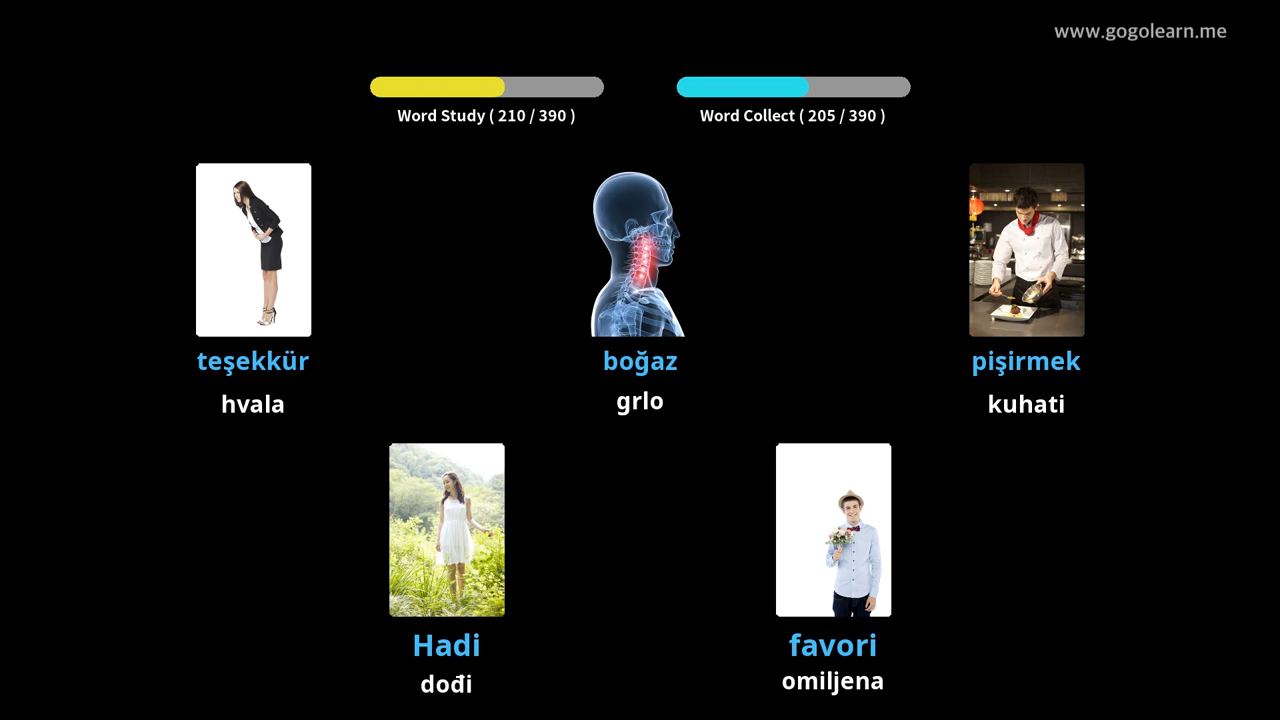 www.gogolearn.me
Word Study ( 210 / 390 )
Word Collect ( 205 / 390 )
teşekkür
hvala
boğaz
grlo
pişirmek
kuhati
Hadi
dođi
favori
omiljena